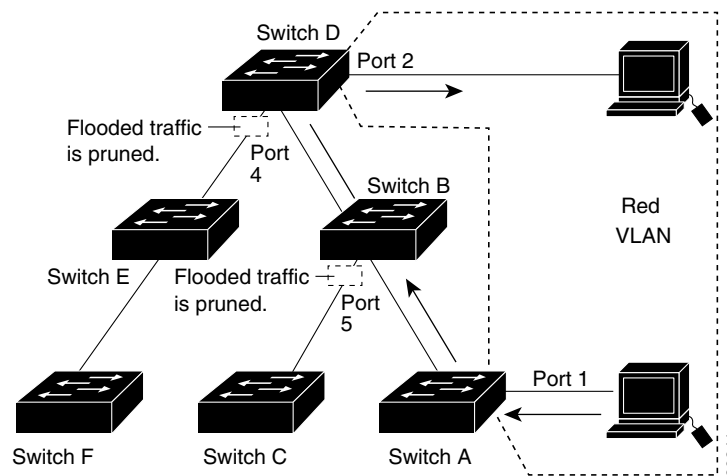 Switch D
Port 2
Flooded traffic
is pruned.
Port
4
Switch B
Red
VLAN
Switch E
Flooded traffic
is pruned.
Port
5
Port 1
Switch F
Switch C
Switch A